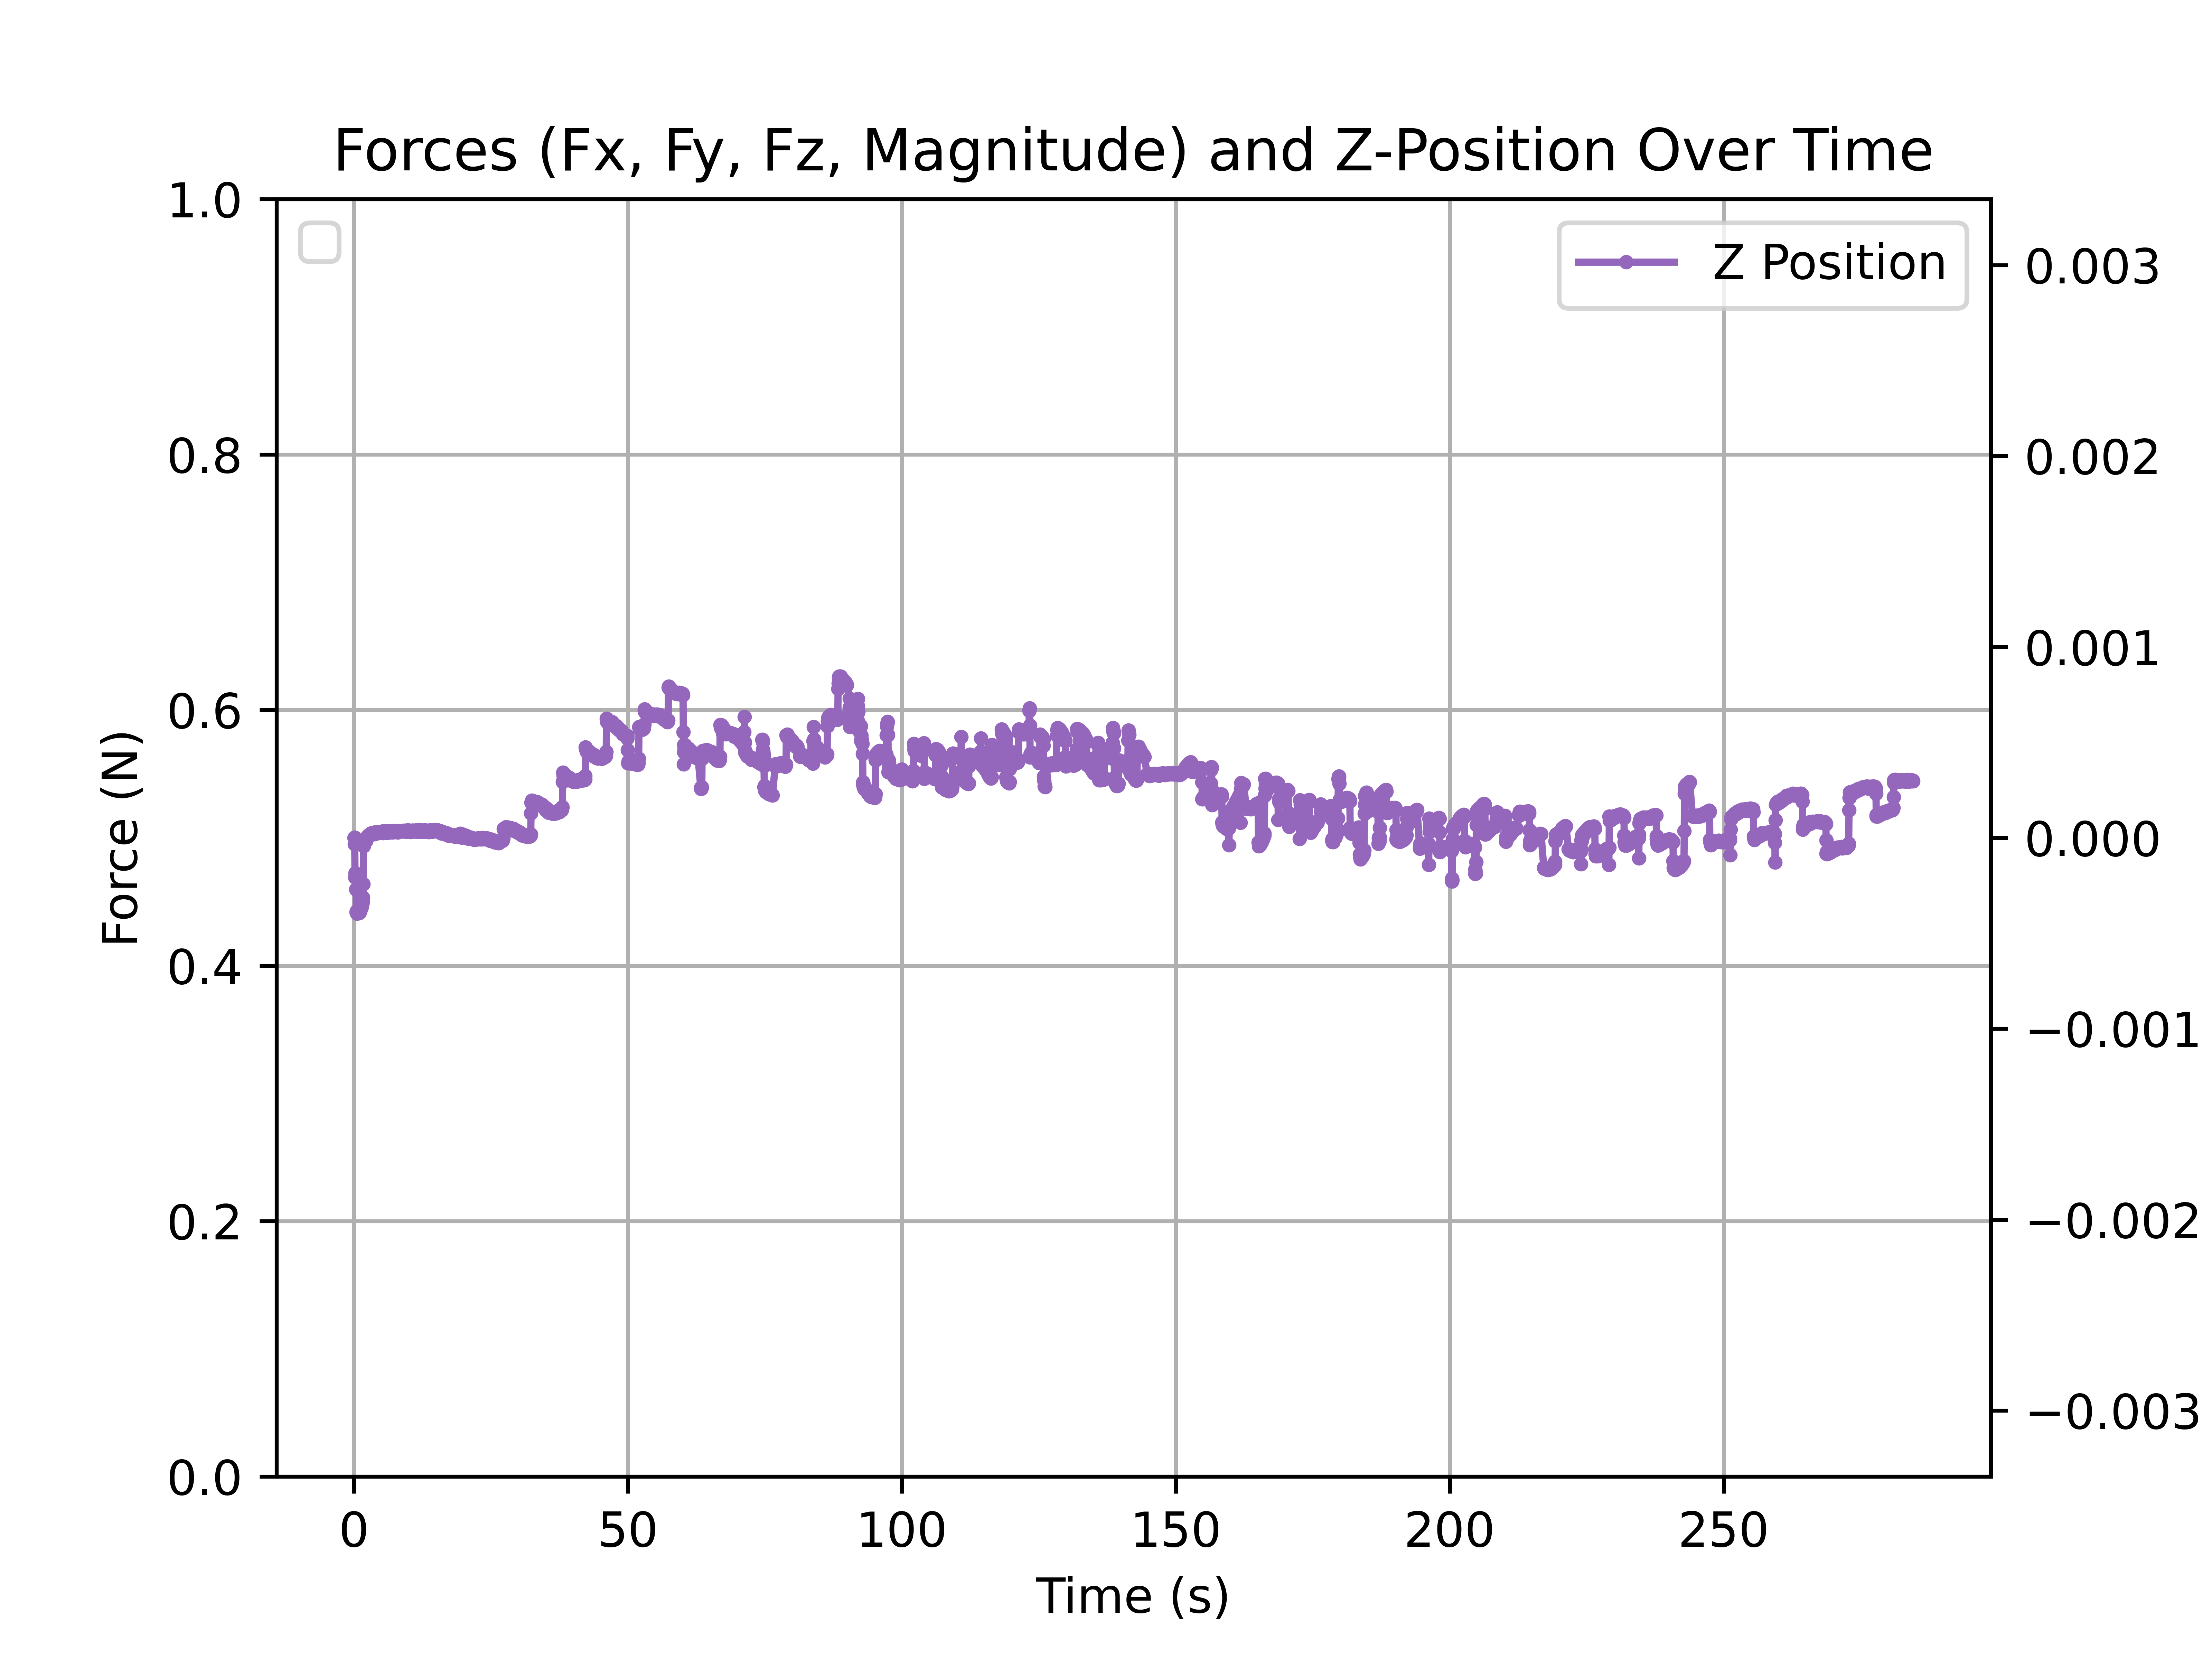 Forces (Fx, Fy, Fz, Magnitude) and Z-Position Over Time
Z Position
1.0
0.8
0.6
0.4
0.2
0.0
Force (N)
0.003
0.002
0.001
0.000
−0.001
−0.002
−0.003
0 50 100 150 200 250
Time (s)